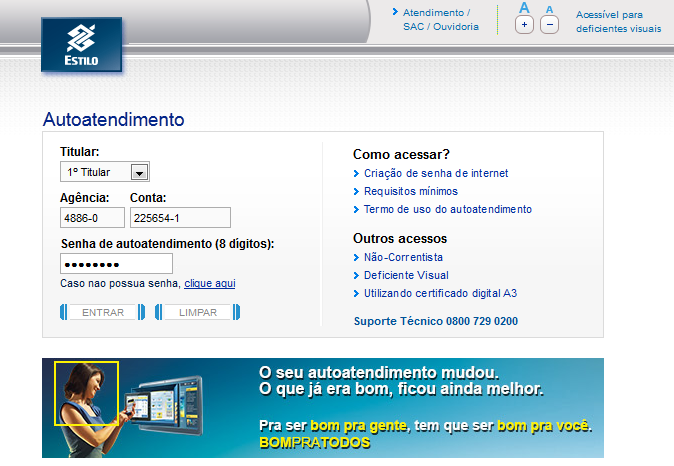 Atendimento /
SAC / Ouvidoria
A A
+ −
Acessível para
deficientes visuais
ESTILO
Autoatendimento
Titular:
1º Titular
Agência: Conta:
4886-0 225654-1
Senha de autoatendimento (8 digitos):
••••••••
Caso nao possua senha, clique aqui
ENTRAR LIMPAR
Como acessar?
Criação de senha de internet
Requisitos mínimos
Termo de uso do autoatendimento
Outros acessos
Não-Correntista
Deficiente Visual
Utilizando certificado digital A3
Suporte Técnico 0800 729 0200
O seu autoatendimento mudou.
O que já era bom, ficou ainda melhor.
Pra ser bom pra gente, tem que ser bom pra você.
BOMPRATODOS